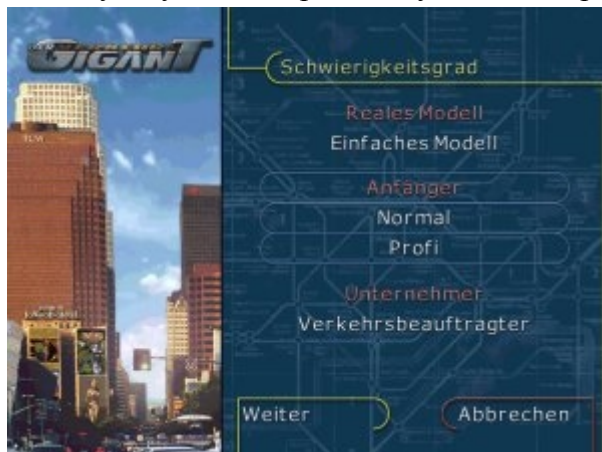 GIGANT
Schwierigkeitsgrad
Reales Modell
Einfaches Modell
Anfänger
Normal
Profi
Unternehmer
Verkehrsbeauftragter
Weiter
Abbrechen